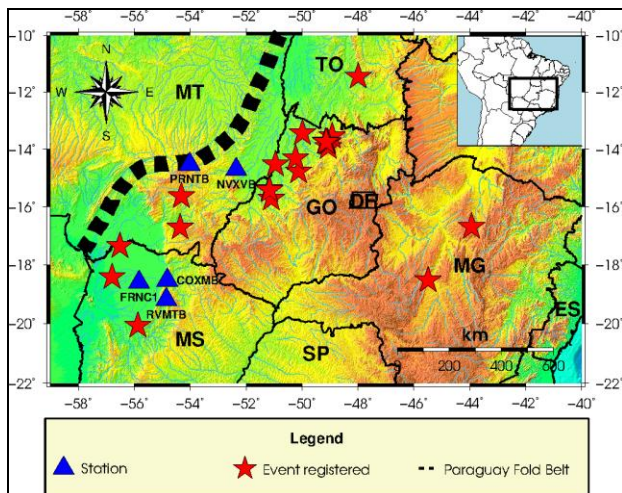 −58° −56° −54° −52° −50° −48° −46° −44° −42° −40°
−10° −10°
N
TO
W E
MT
−12° −12°
S
−14° −14°
PRNTB NVXVB
−16° GO DF −16°
−18° MG −18°
FRNC1 COXMB
RVMTB ES
−20° MS SP km −20°
0 200 400 600
−22° −22°
−58° −56° −54° −52° −50° −48° −46° −44° −42° −40°
Legend
Station Event registered Paraguay Fold Belt